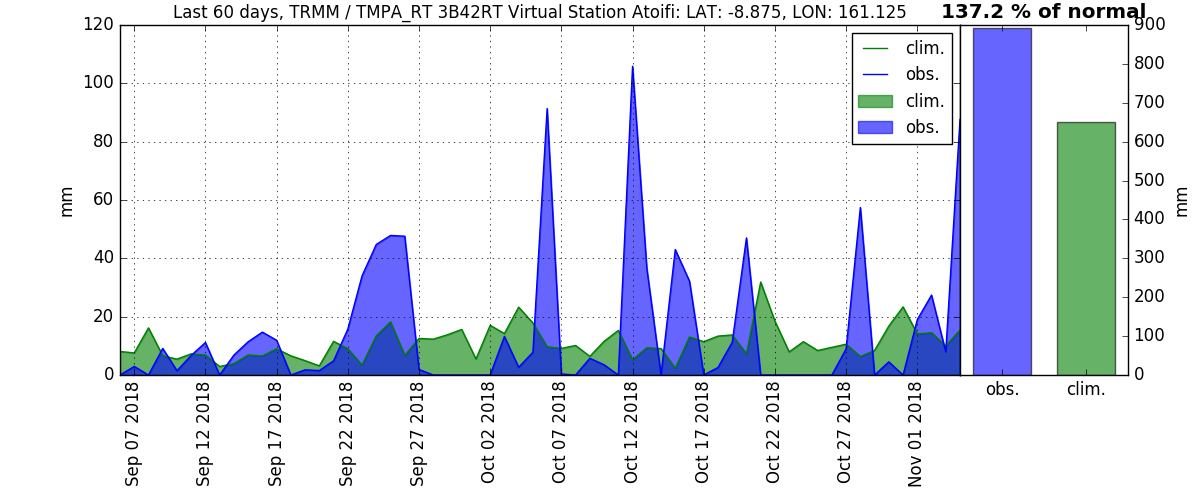 Last 60 days, TRMM / TMPA_RT 3B42RT Virtual Station Atoifi: LAT: -8.875, LON: 161.125
137.2 % of normal
120
100
80
60
40
20
0
mm
clim.
obs.
clim.
obs.
900
800
700
600
500
400
300
200
100
0
mm
obs.
clim.
Sep 07 2018
Sep 12 2018
Sep 17 2018
Sep 22 2018
Sep 27 2018
Oct 02 2018
Oct 07 2018
Oct 12 2018
Oct 17 2018
Oct 22 2018
Oct 27 2018
Nov 01 2018